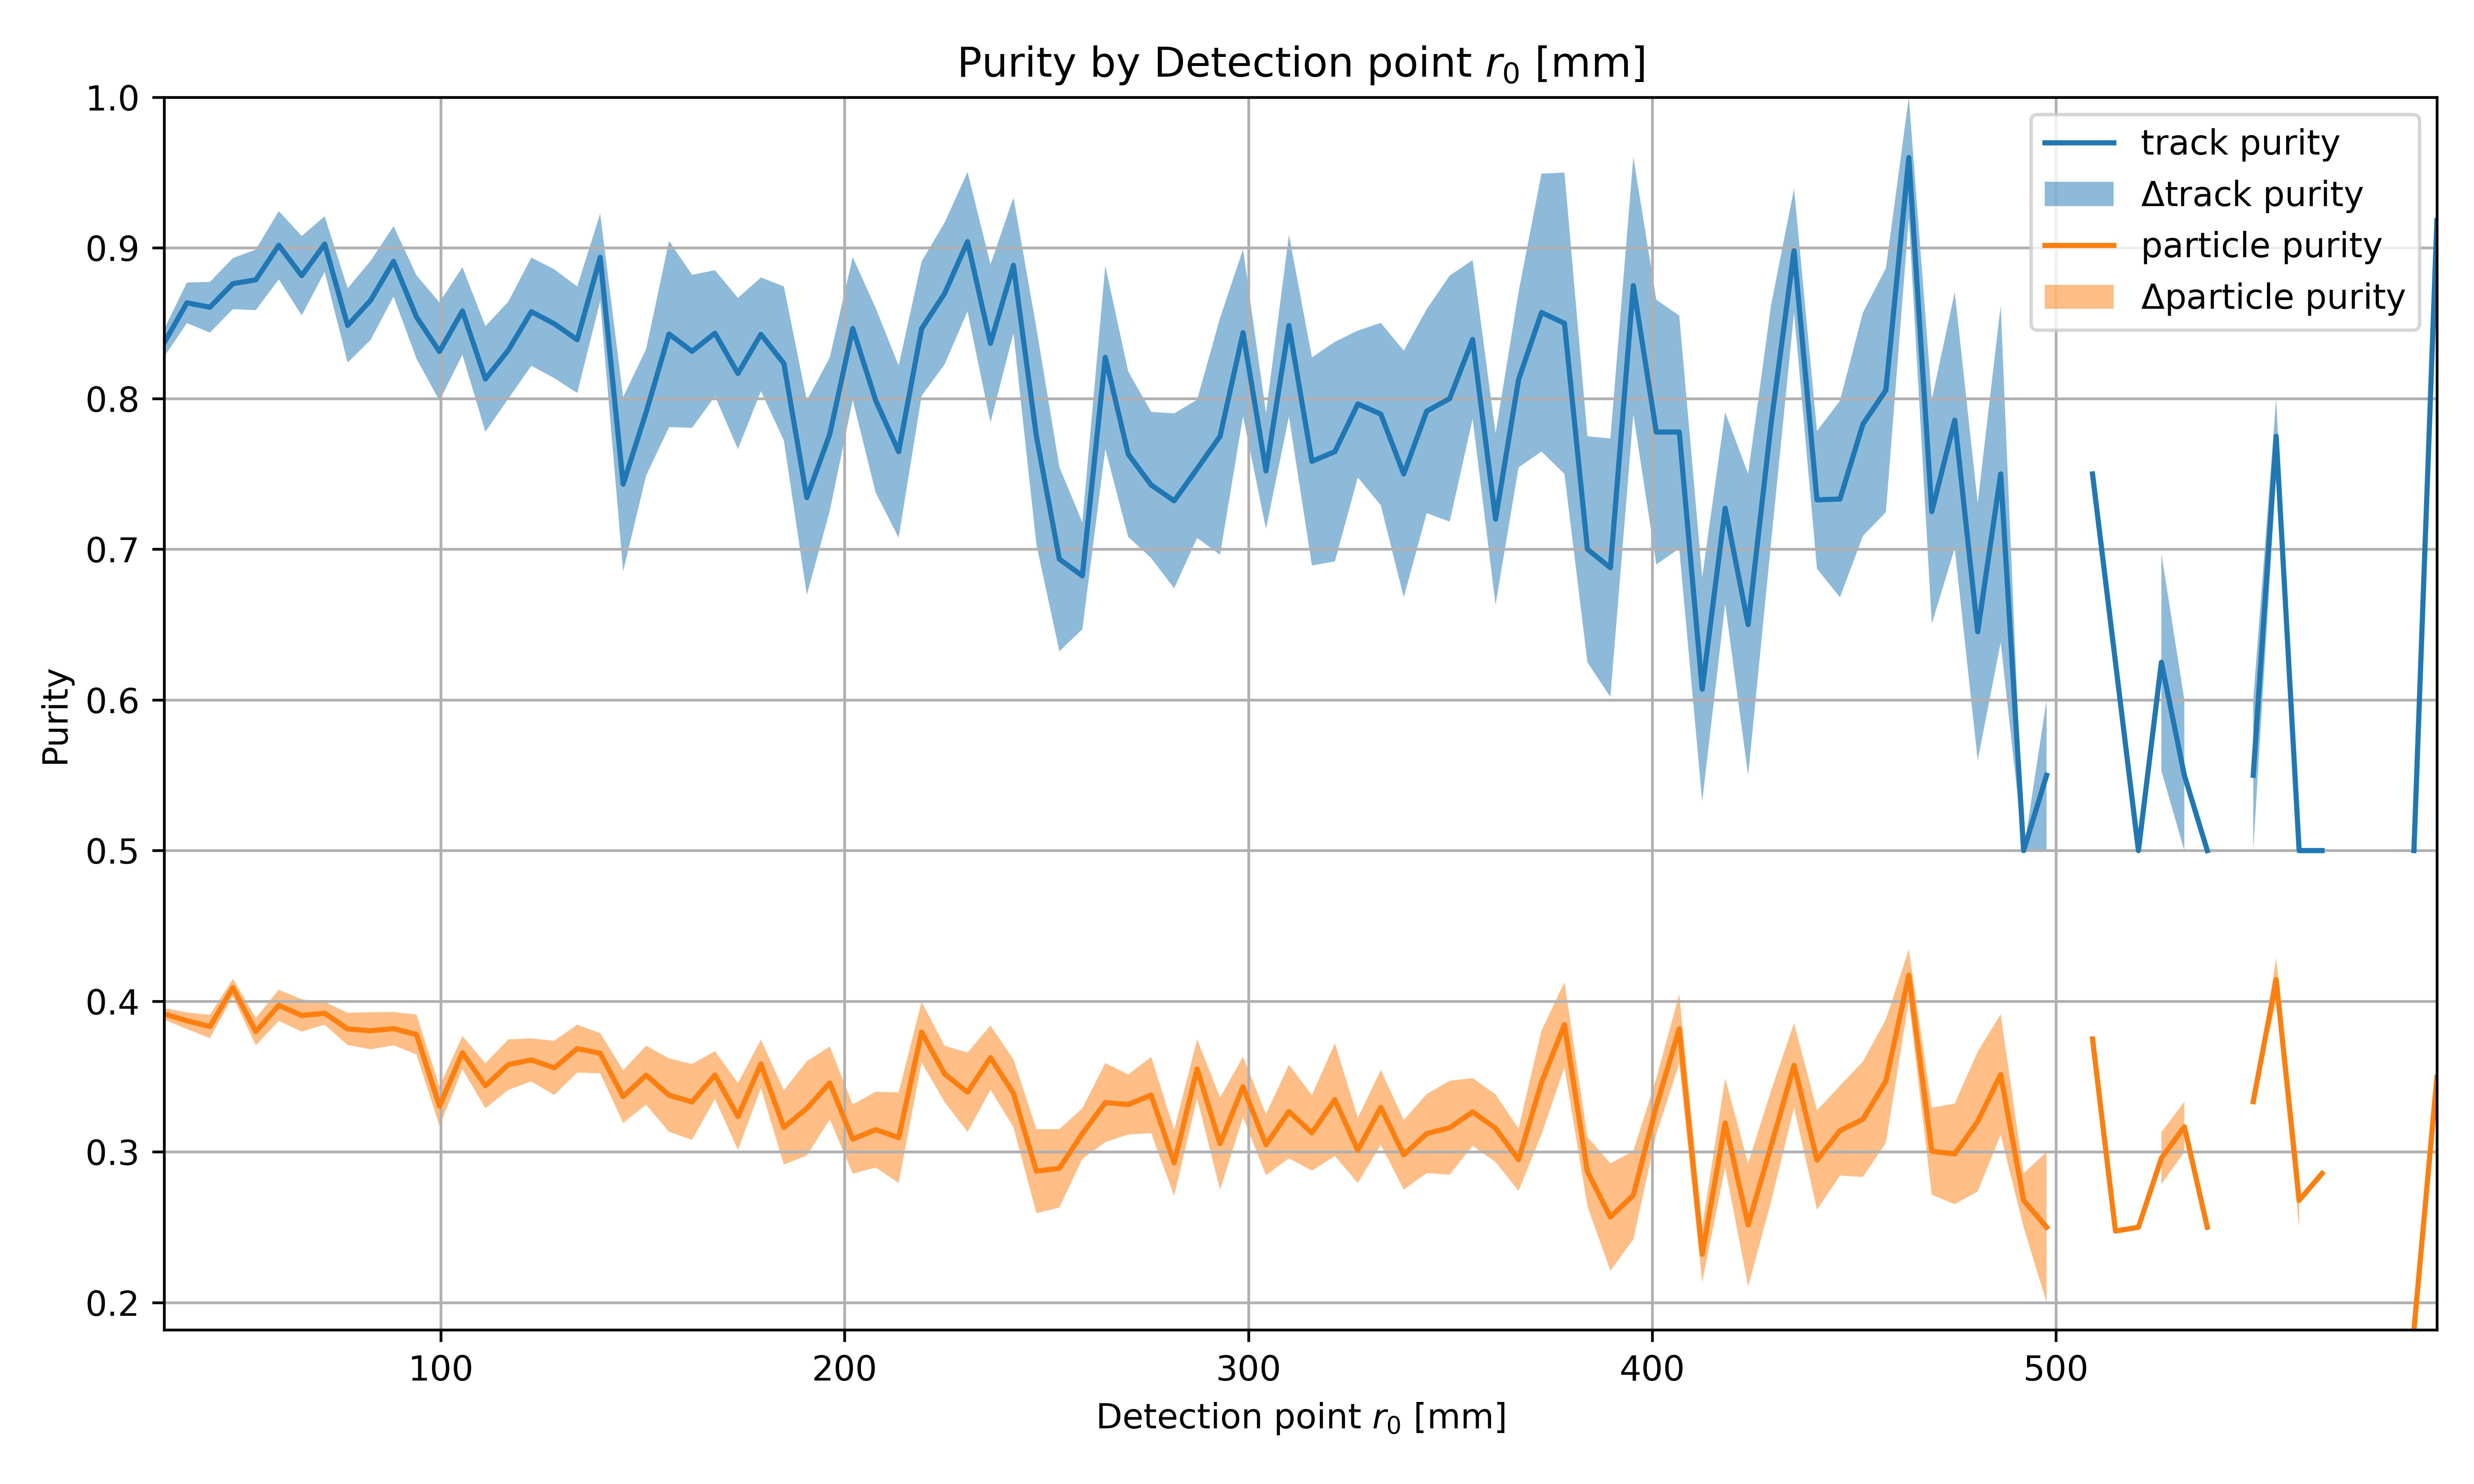 Purity by Detection point r₀ [mm]
1.0
0.9
0.8
0.7
0.6
0.5
0.4
0.3
0.2
Purity
track purity
Δtrack purity
particle purity
Δparticle purity
100 200 300 400 500
Detection point r₀ [mm]